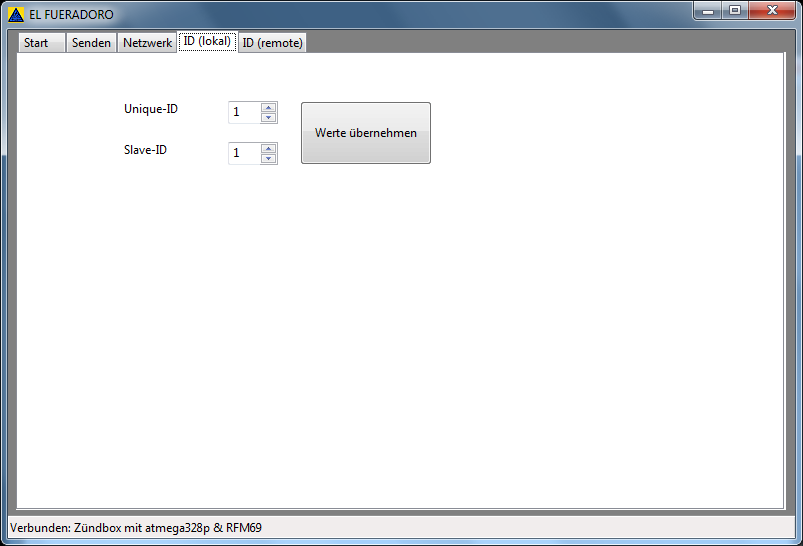 EL FUERADORO
Start Senden Netzwerk ID (lokal) ID (remote)
Unique-ID 1
Werte übernehmen
Slave-ID 1
Verbunden: Zündbox mit atmega328p & RFM69